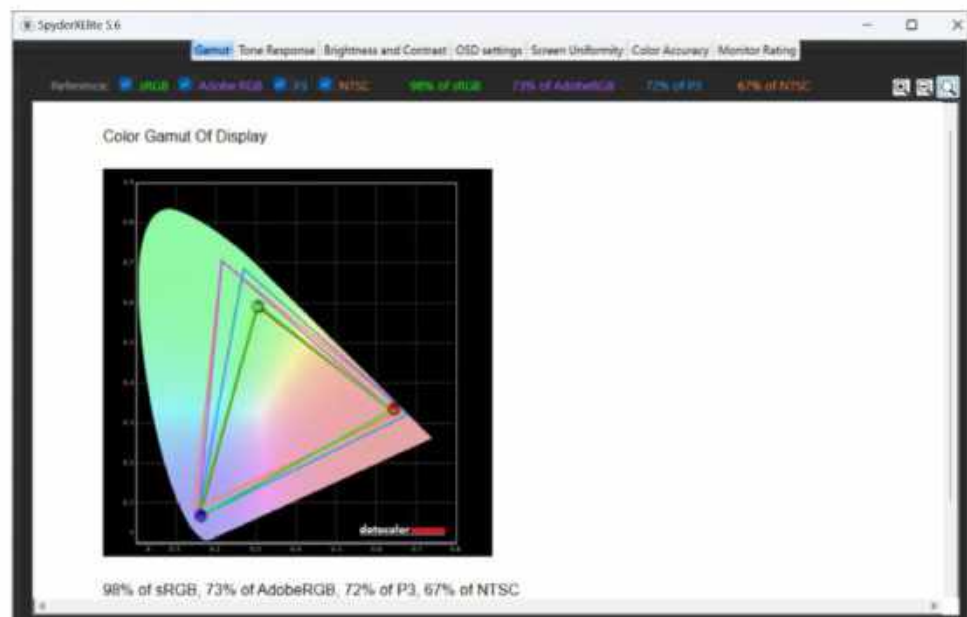 SpyderXElite 5.6
Gamut Tone Response Brightness and Contrast OSD settings Screen Uniformity Color Accuracy Monitor Rating
Reference: sRGB Adobe RGB P3 NTSC 98% of sRGB 73% of AdobeRGB 72% of P3 67% of NTSC
Color Gamut Of Display
datacolor
98% of sRGB, 73% of AdobeRGB, 72% of P3, 67% of NTSC